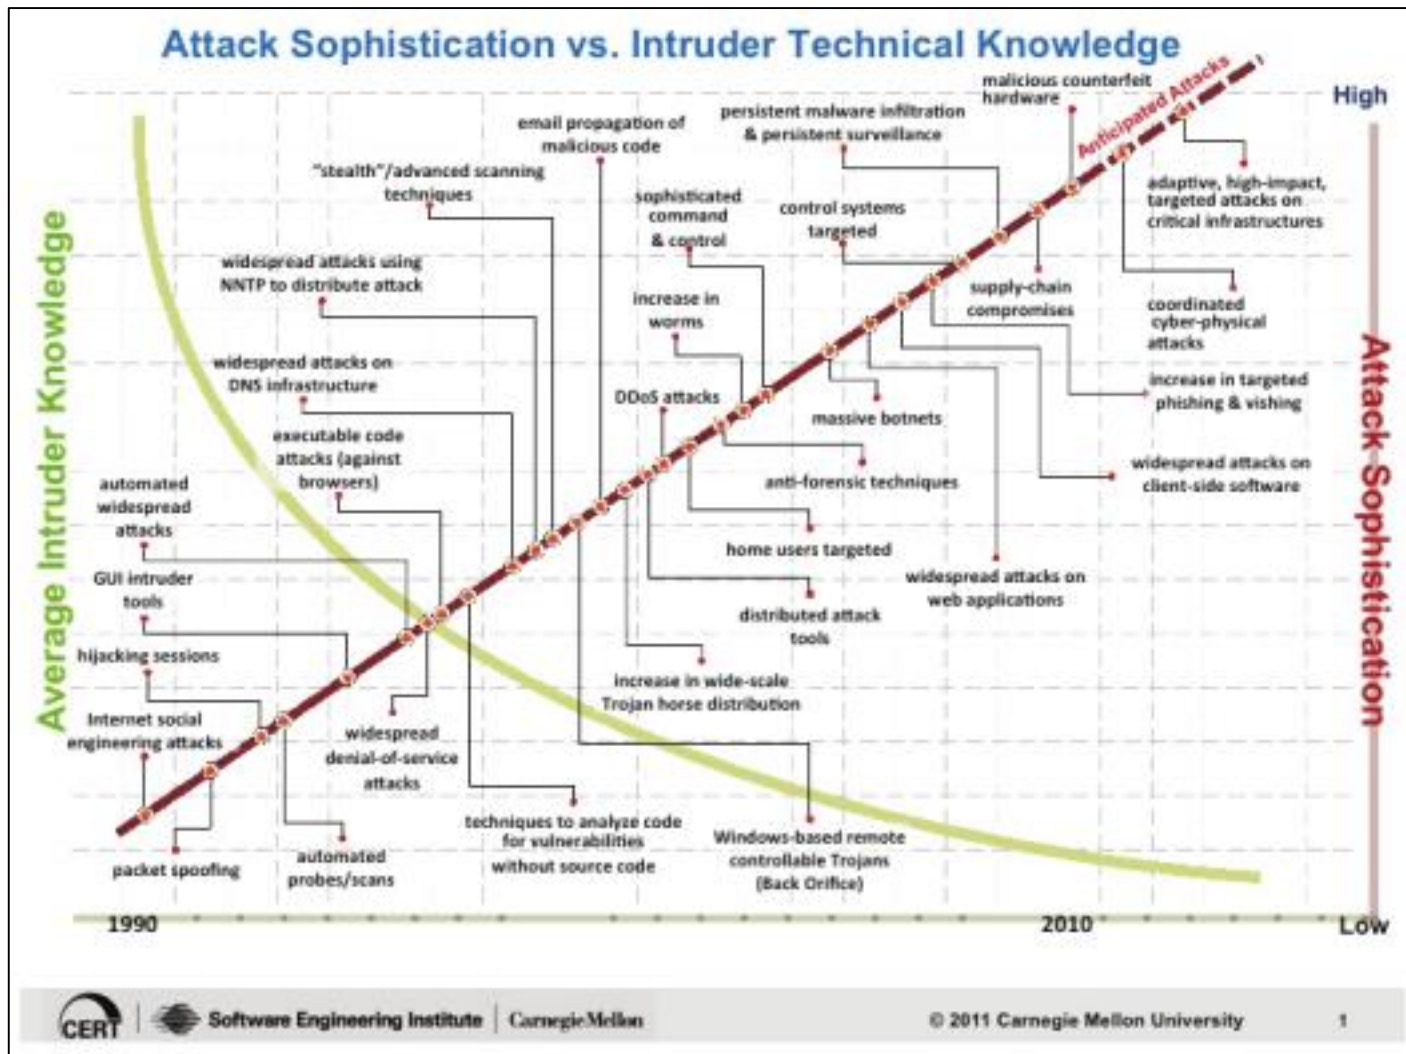 Attack Sophistication vs. Intruder Technical Knowledge
High
Low
Average Intruder Knowledge
Attack Sophistication
Anticipated Attacks
malicious counterfeit
hardware
persistent malware infiltration
& persistent surveillance
email propagation of
malicious code
"stealth"/advanced scanning
techniques
sophisticated
command
& control
control systems
targeted
adaptive, high-impact,
targeted attacks on
critical infrastructures
widespread attacks using
NNTP to distribute attack
increase in
worms
supply-chain
compromises
coordinated
cyber-physical
attacks
widespread attacks on
DNS infrastructure
DDoS attacks
massive botnets
increase in targeted
phishing & vishing
executable code
attacks (against
browsers)
anti-forensic techniques
widespread attacks on
client-side software
automated
widespread
attacks
home users targeted
widespread attacks on
web applications
GUI intruder
tools
distributed attack
tools
hijacking sessions
increase in wide-scale
Trojan horse distribution
Internet social
engineering attacks
widespread
denial-of-service
attacks
techniques to analyze code
for vulnerabilities
without source code
Windows-based remote
controllable Trojans
(Back Orifice)
packet spoofing
automated
probes/scans
1990
2010
CERT
Software Engineering Institute
CarnegieMellon
© 2011 Carnegie Mellon University
1